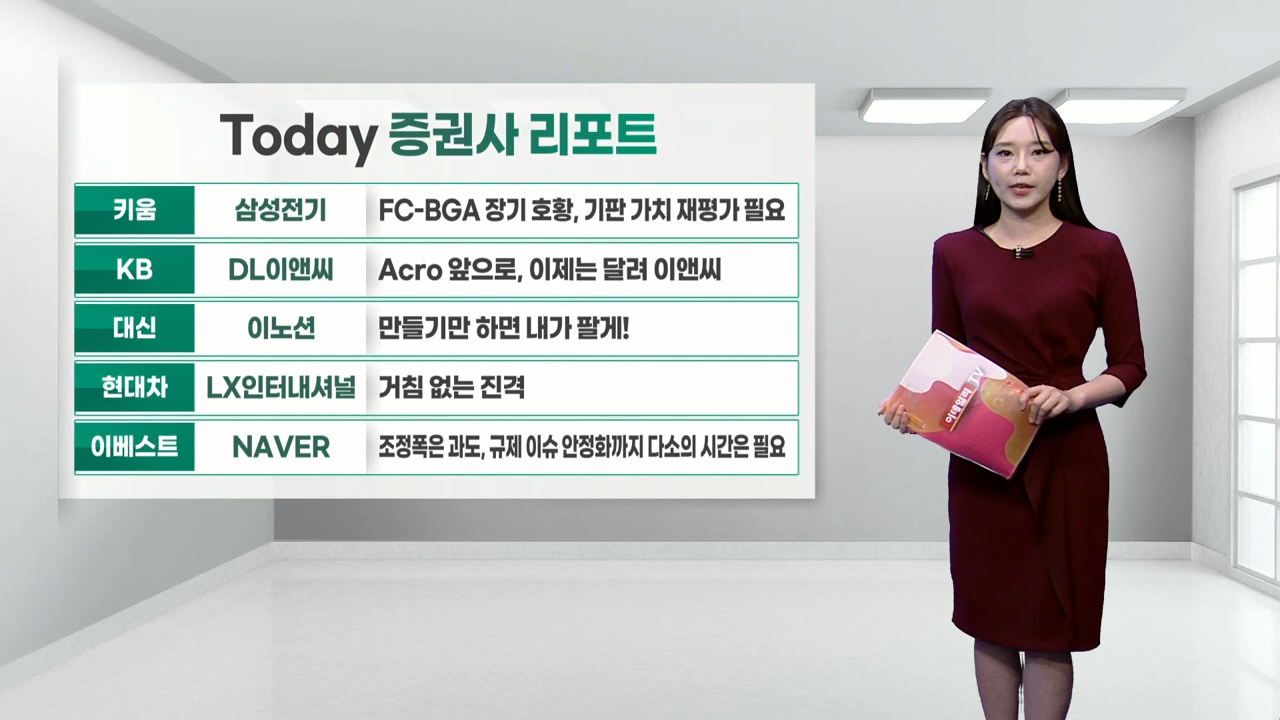 Today 증권사 리포트
키움 삼성전기 FC-BGA 장기 호황, 기판 가치 재평가 필요
KB DL이앤씨 Acro 앞으로, 이제는 달려 이앤씨
대신 이노션 만들기만 하면 내가 팔게!
현대차 LX인터내셔널 거침 없는 진격
이베스트 NAVER 조정폭은 과도, 규제 이슈 안정화까지 다소의 시간은 필요
이데일리 TV